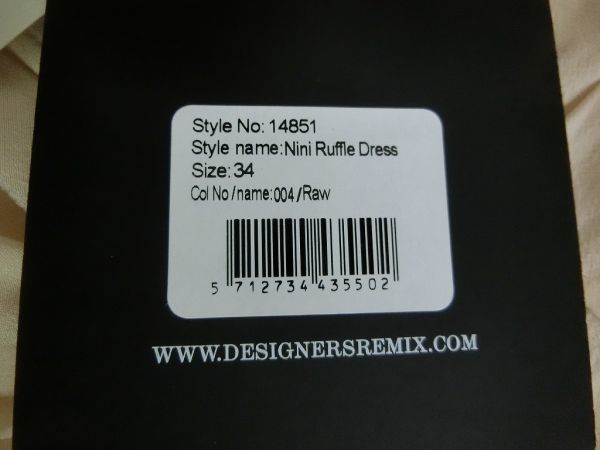 Style No: 14851
Style name:Nini Ruffle Dress
Size:34
Col No/name:004/Raw
5 712734 435502
WWW.DESIGNERSREMIX.COM